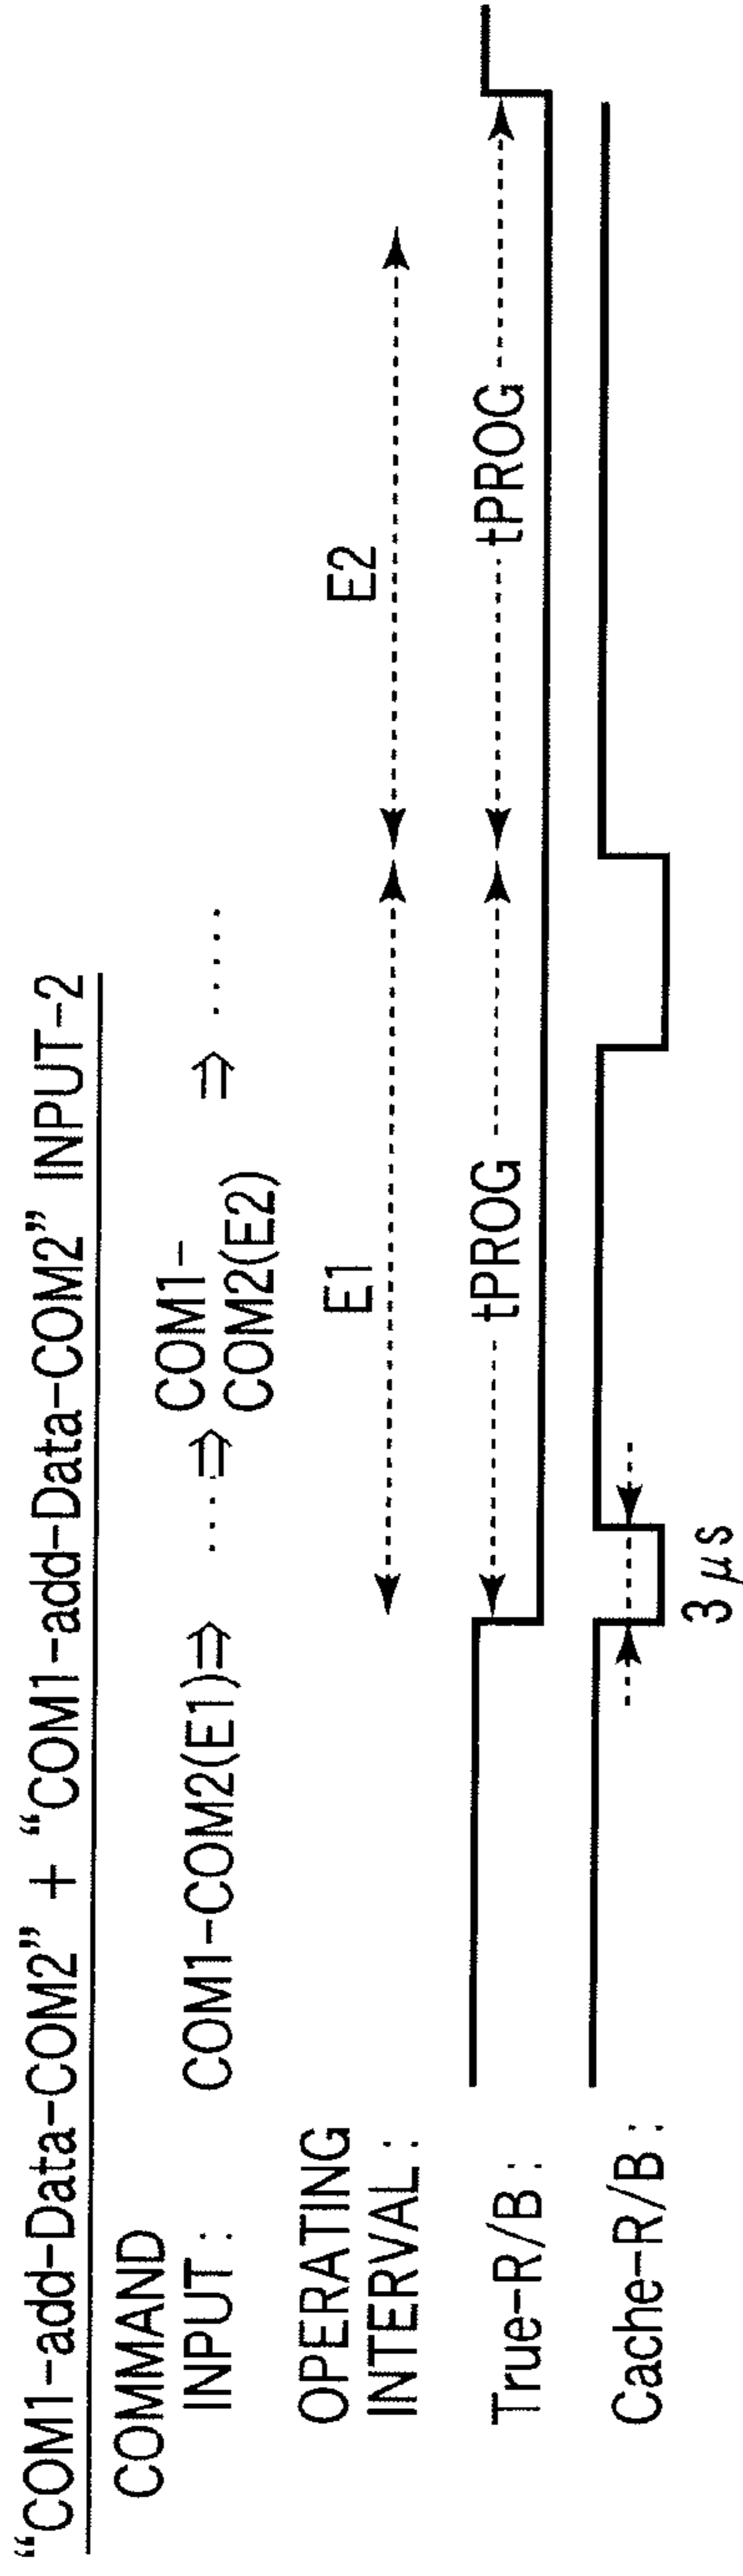 “COM1-add-Data-COM2” + “COM1-add-Data-COM2” INPUT-2
COMMAND
INPUT:
COM1-COM2(E1)⇒ ····· ⇒ COM1-
COM2(E2)
⇒ ·····
OPERATING
INTERVAL:
E1
E2
True-R/B:
tPROG
tPROG
Cache-R/B:
3 μs